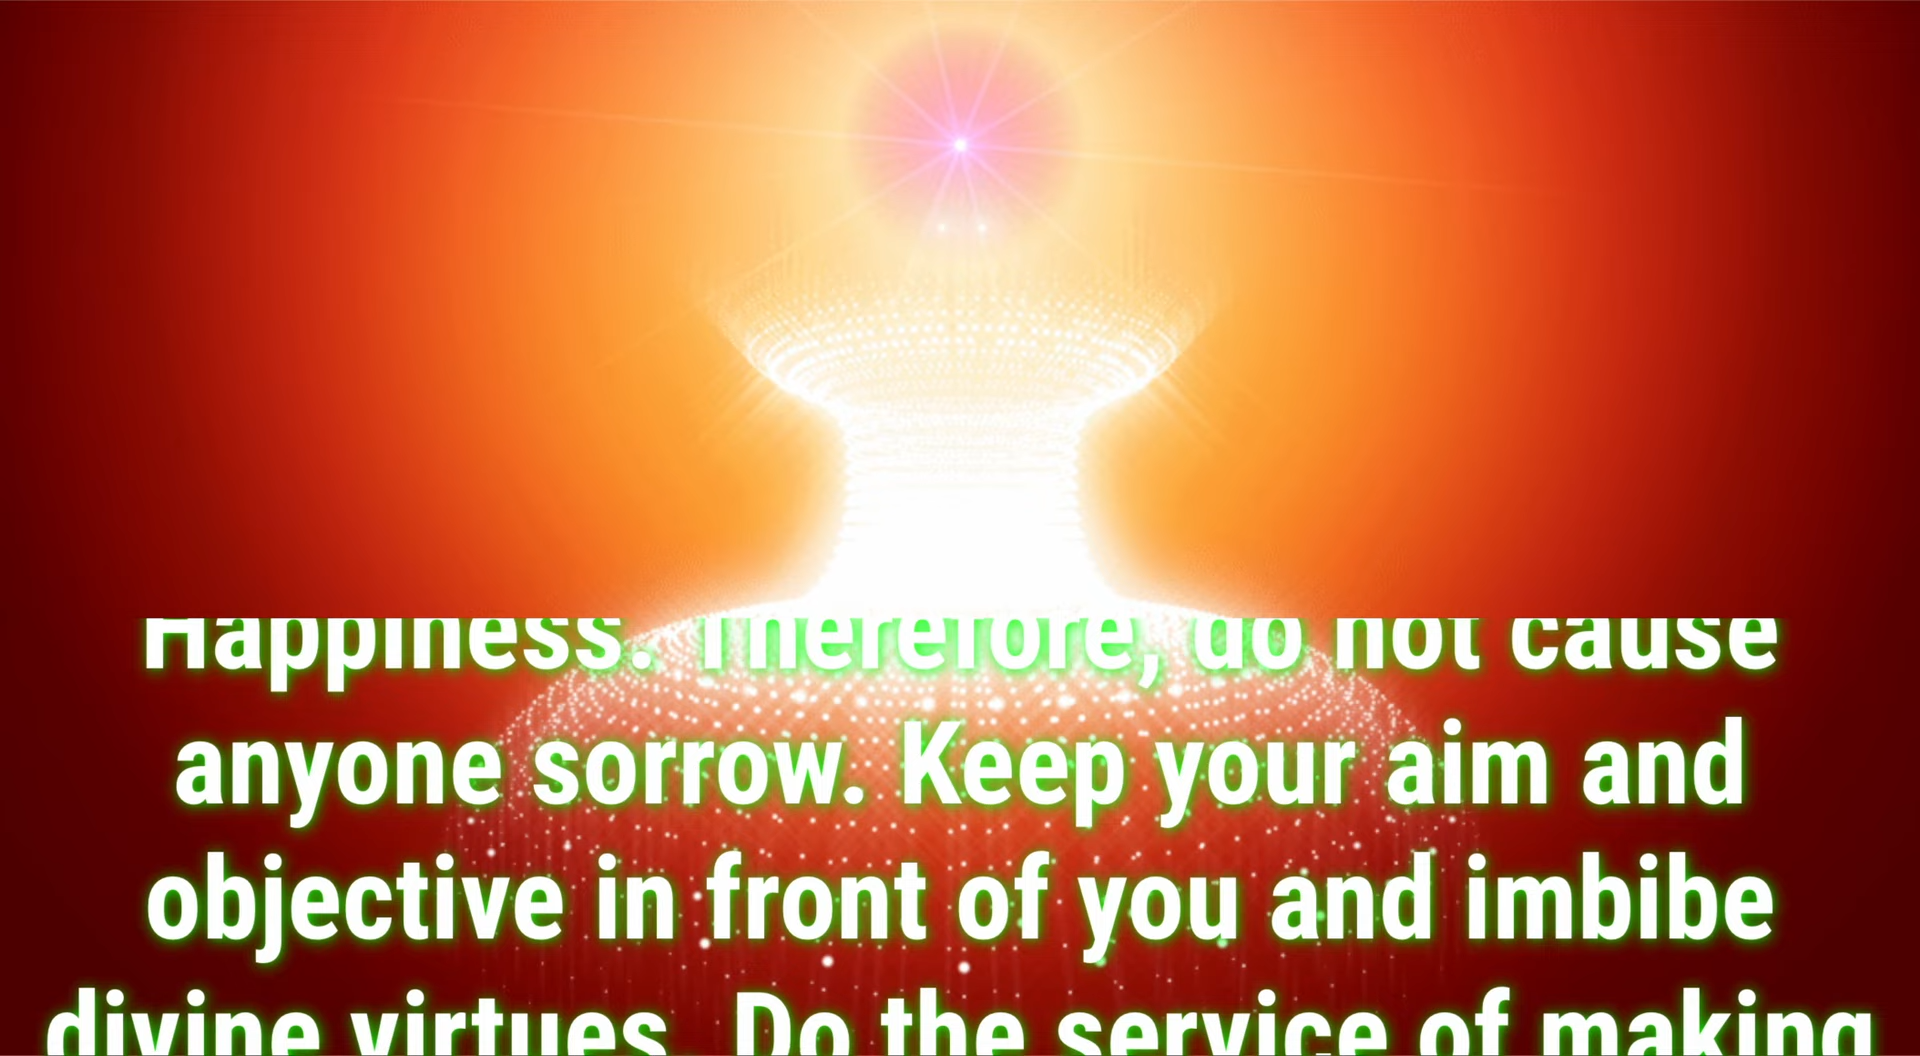 Happiness. Therefore, do not cause
anyone sorrow. Keep your aim and
objective in front of you and imbibe
divine virtues. Do the service of making